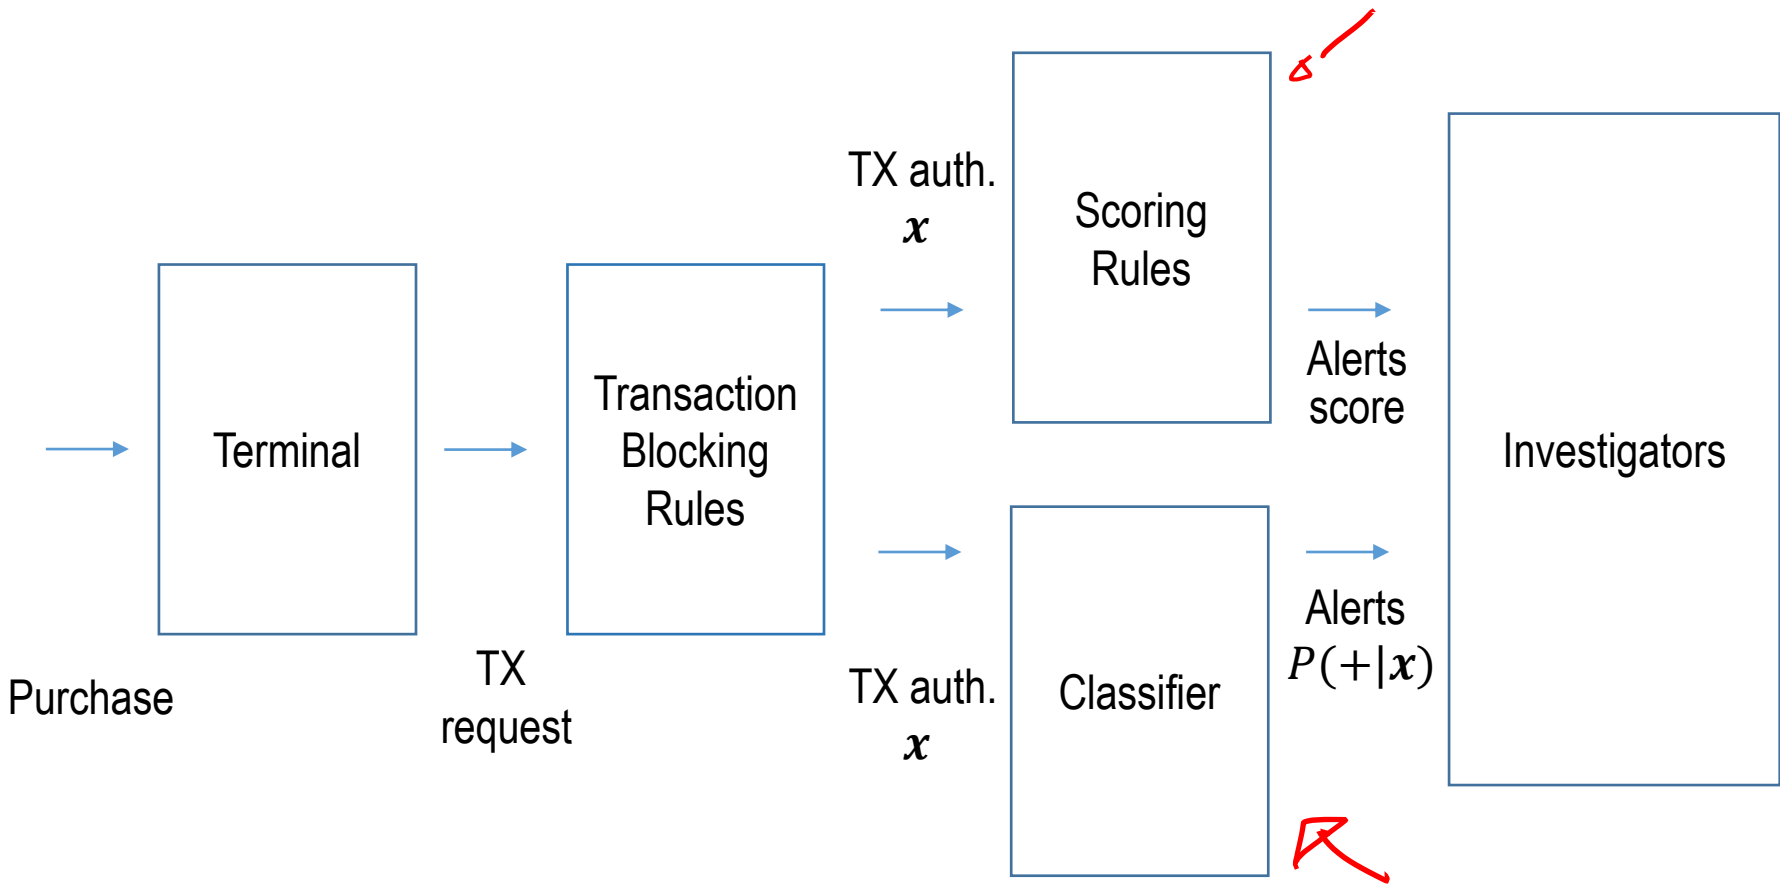 Purchase
Terminal
TX
request
Transaction
Blocking
Rules
TX auth.
x
Scoring
Rules
Alerts
score
TX auth.
x
Classifier
Alerts
P(+|x)
Investigators